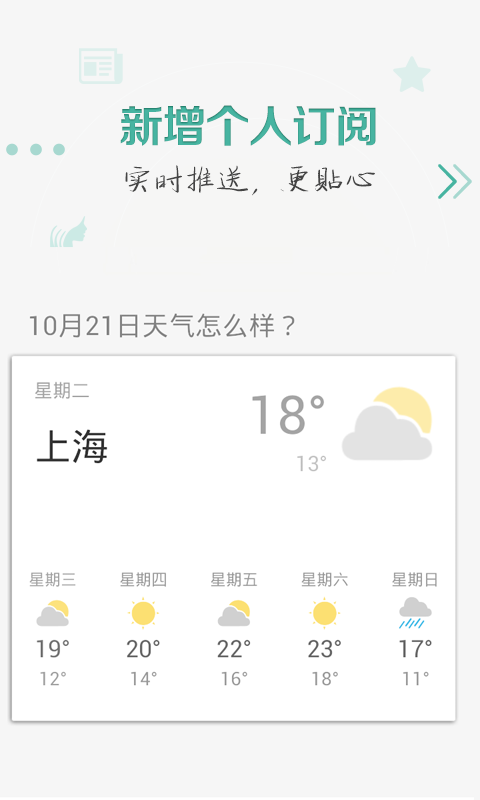 新增个人订阅
实时推送，更贴心
10月21日天气怎么样？
星期二
18°
上海
13°
星期三 星期四 星期五 星期六 星期日
19° 20° 22° 23° 17°
12° 14° 16° 18° 11°